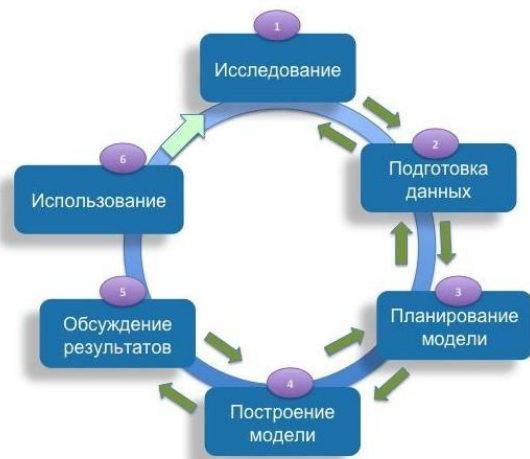 1
Исследование
2
Подготовка
данных
3
Планирование
модели
4
Построение
модели
5
Обсуждение
результатов
6
Использование